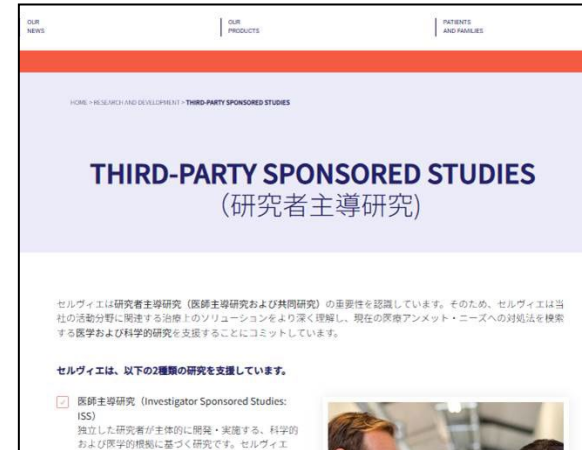 OUR
NEWS
OUR
PRODUCTS
PATIENTS
AND FAMILIES
HOME > RESEARCH AND DEVELOPMENT > THIRD-PARTY SPONSORED STUDIES
THIRD-PARTY SPONSORED STUDIES
（研究者主導研究)
セルヴィエは研究者主導研究（医師主導研究および共同研究）の重要性を認識しています。そのため、セルヴィエは当
社の活動分野に関連する治療上のソリューションをより深く理解し、現在の医療アンメット・ニーズへの対処法を模索
する医学および科学的研究を支援することにコミットしています。
セルヴィエは、以下の2種類の研究を支援しています。
医師主導研究（Investigator Sponsored Studies:
ISS）
独立した研究者が主体的に開発・実施する、科学的
および医学的根拠に基づく研究です。セルヴィエ